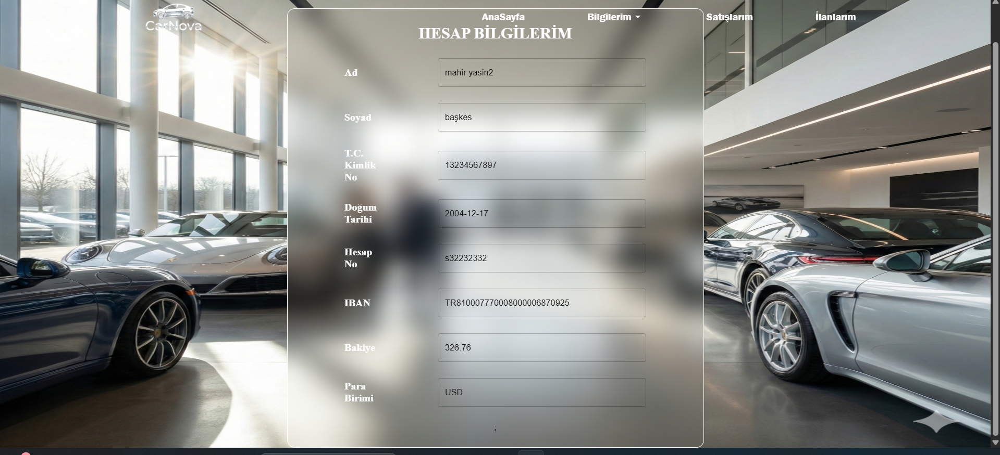 CarNova
AnaSayfa
Bilgilerim
Satışlarım
İlanlarım
HESAP BİLGİLERİM
Ad
mahir yasin2
Soyad
başkes
T.C.
Kimlik
No
13234567897
Doğum
Tarihi
2004-12-17
Hesap
No
s32232332
IBAN
TR810007770008000006870925
Bakiye
326.76
Para
Birimi
USD
;